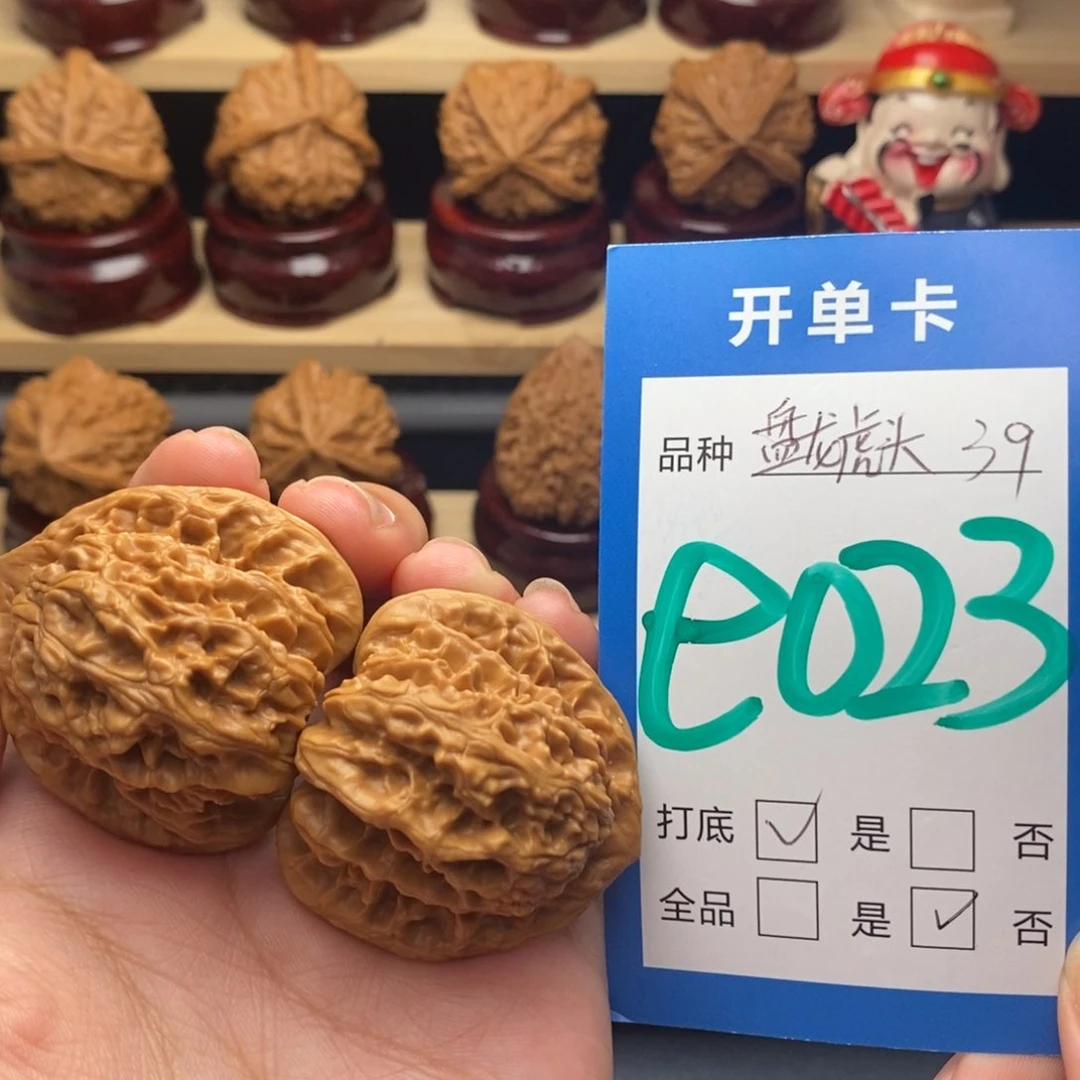 开单卡
品种 盘龙虎头 39
e023
打底 ☑ 是 ☐ 否
全品 ☐ 是 ☑ 否